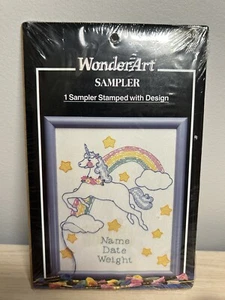 WonderArt
SAMPLER
1 Sampler Stamped with Design
Name
Date
Weight